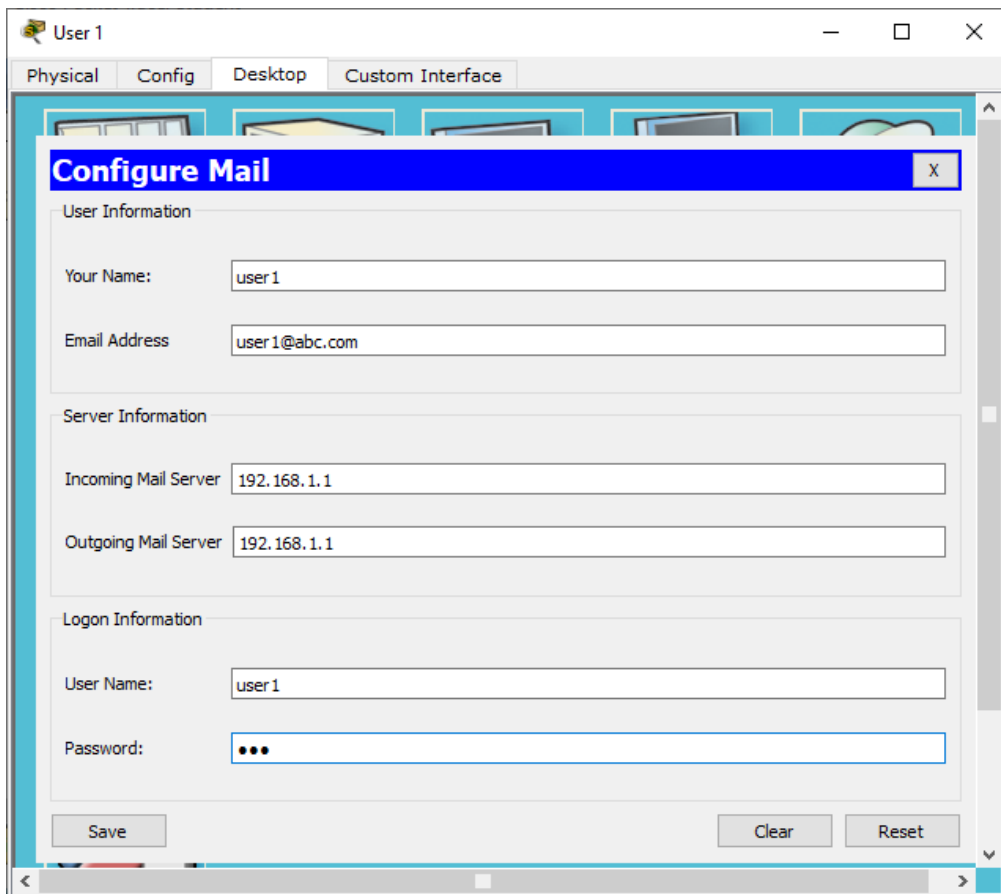 User 1
Physical Config Desktop Custom Interface
Configure Mail X
User Information
Your Name: user1
Email Address user1@abc.com
Server Information
Incoming Mail Server 192.168.1.1
Outgoing Mail Server 192.168.1.1
Logon Information
User Name: user1
Password: •••
Save Clear Reset